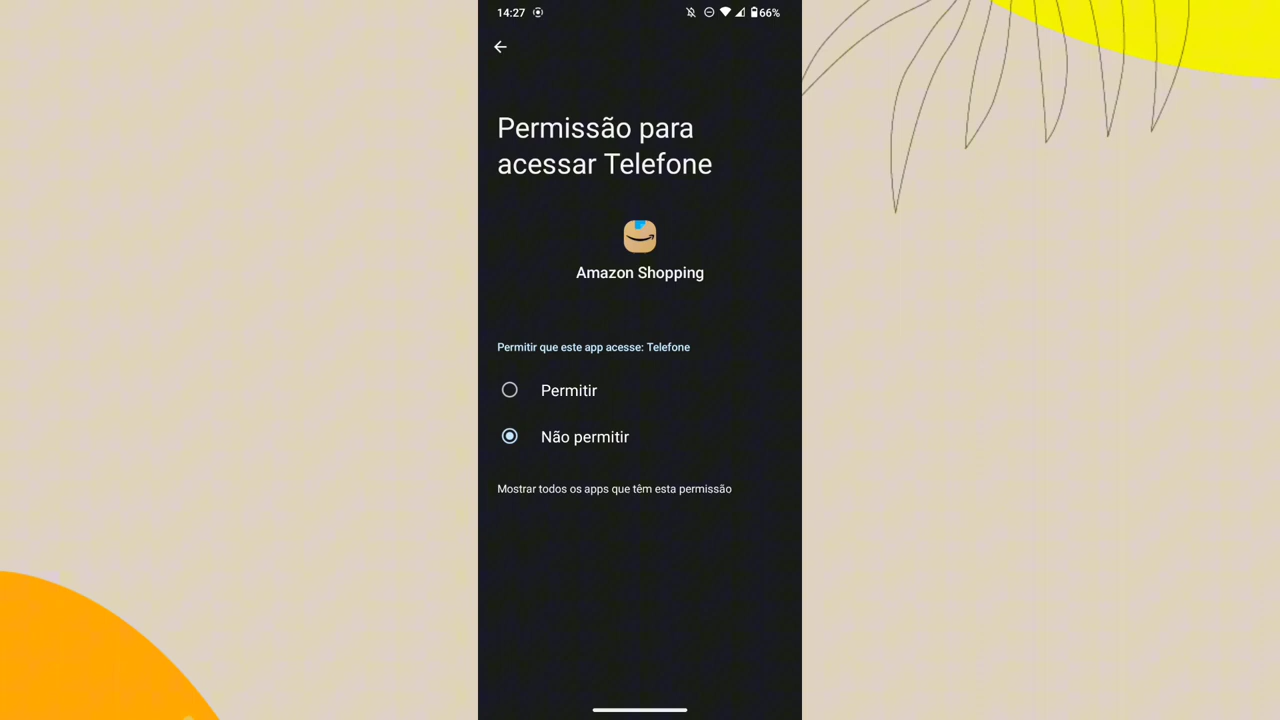 14:27
66%
Permissão para
acessar Telefone
Amazon Shopping
Permitir que este app acesse: Telefone
Permitir
Não permitir
Mostrar todos os apps que têm esta permissão